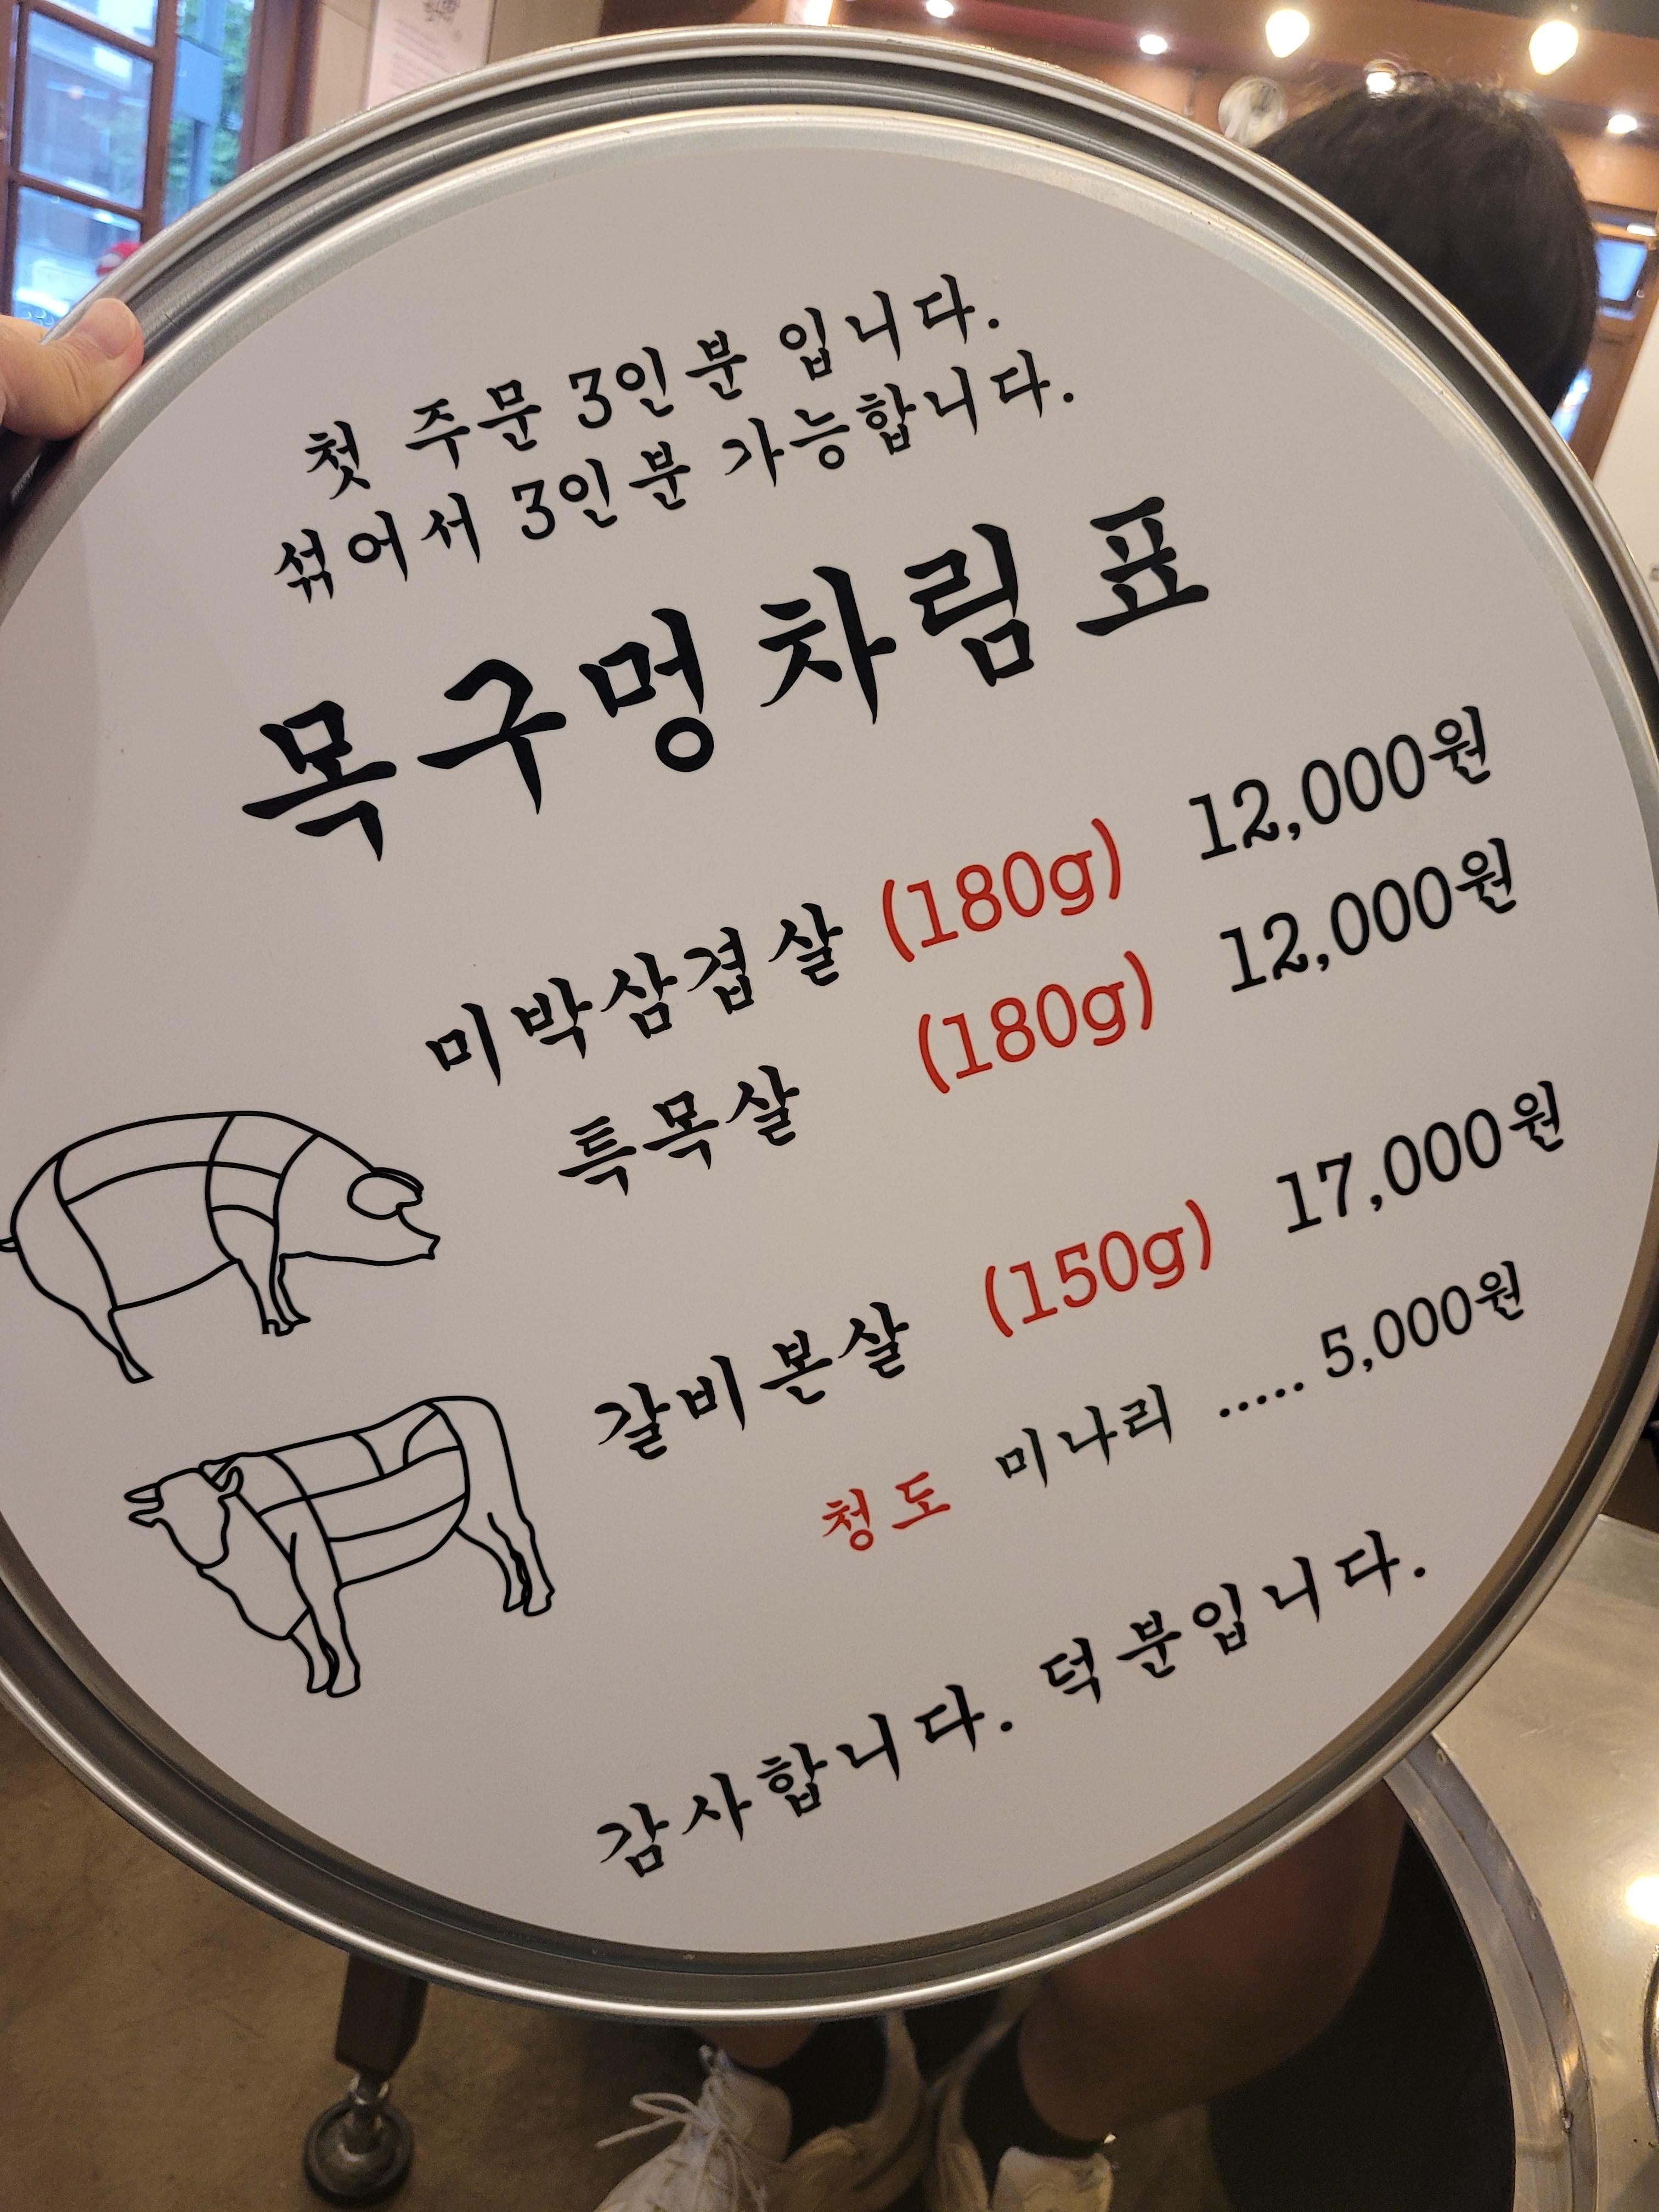 첫 주문 3인분 입니다.
섞어서 3인분 가능합니다.
목구멍 차림표
미박삼겹살 (180g) 12,000원
특목살 (180g) 12,000원
갈비본살 (150g) 17,000원
청도 미나리 ..... 5,000원
감사합니다. 덕분입니다.